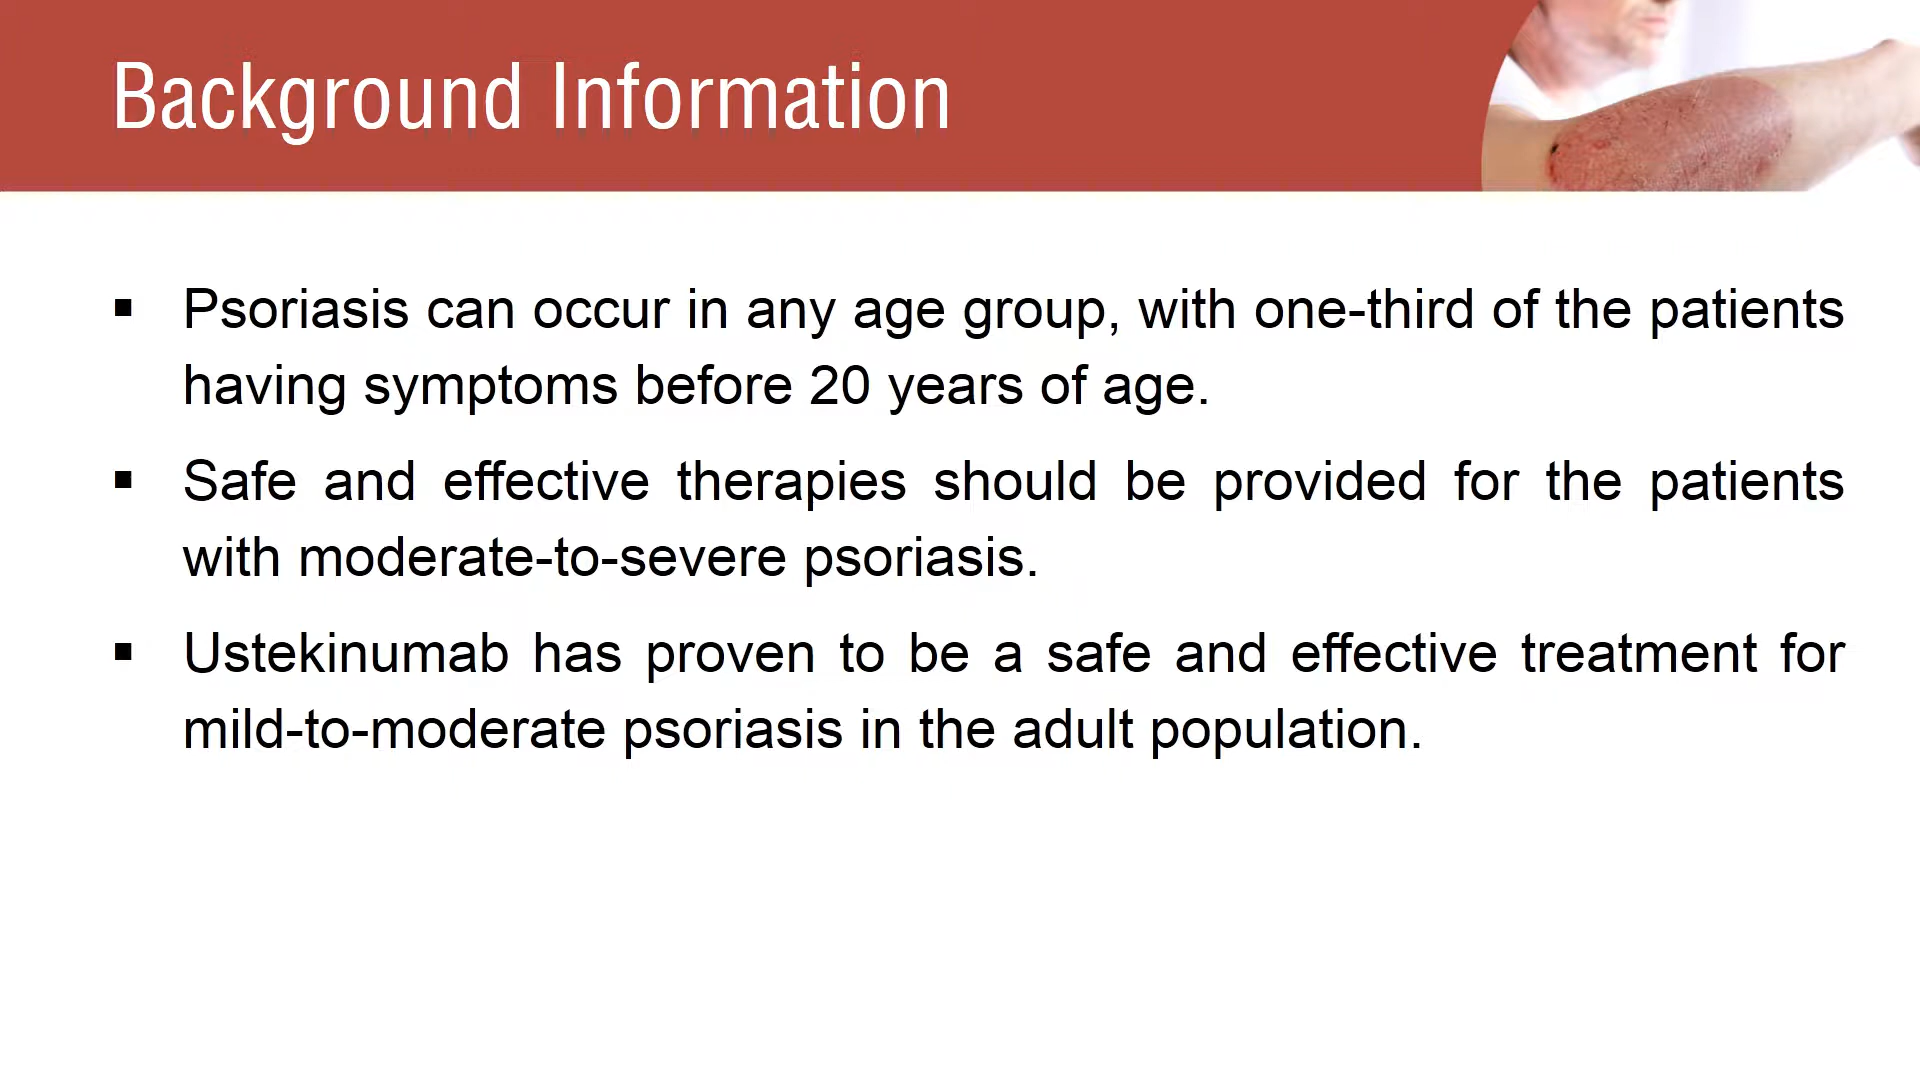 Background Information
▪ Psoriasis can occur in any age group, with one-third of the patients
having symptoms before 20 years of age.
▪ Safe and effective therapies should be provided for the patients
with moderate-to-severe psoriasis.
▪ Ustekinumab has proven to be a safe and effective treatment for
mild-to-moderate psoriasis in the adult population.